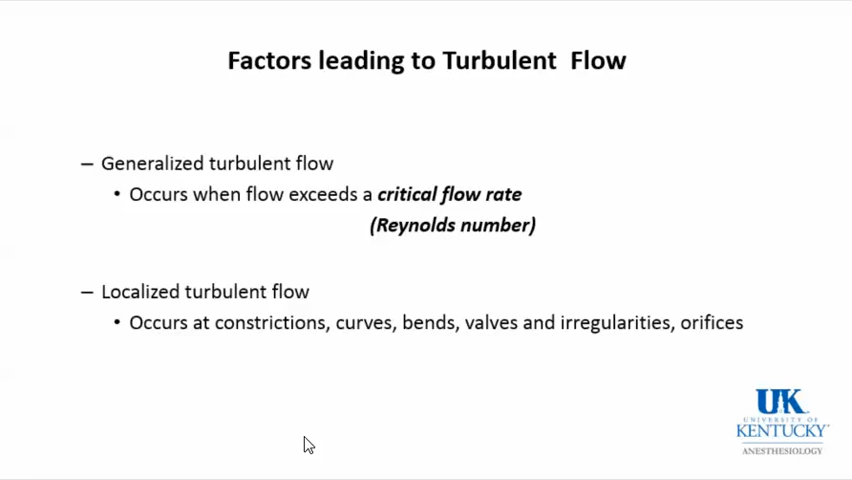 Factors leading to Turbulent Flow
– Generalized turbulent flow
• Occurs when flow exceeds a critical flow rate
(Reynolds number)
– Localized turbulent flow
• Occurs at constrictions, curves, bends, valves and irregularities, orifices
UK
UNIVERSITY OF
KENTUCKY
ANESTHESIOLOGY